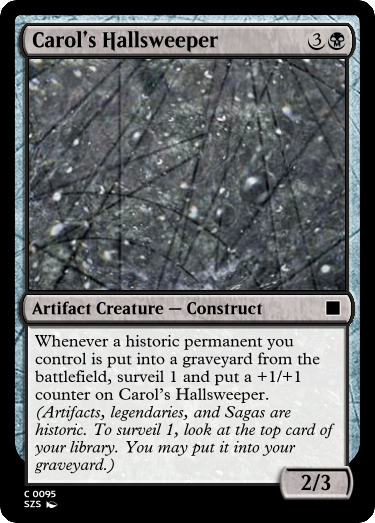 Carol's Hallsweeper 3
Artifact Creature — Construct
Whenever a historic permanent you
control is put into a graveyard from the
battlefield, surveil 1 and put a +1/+1
counter on Carol's Hallsweeper.
(Artifacts, legendaries, and Sagas are
historic. To surveil 1, look at the top card of
your library. You may put it into your
graveyard.)
2/3
C 0095
SZS